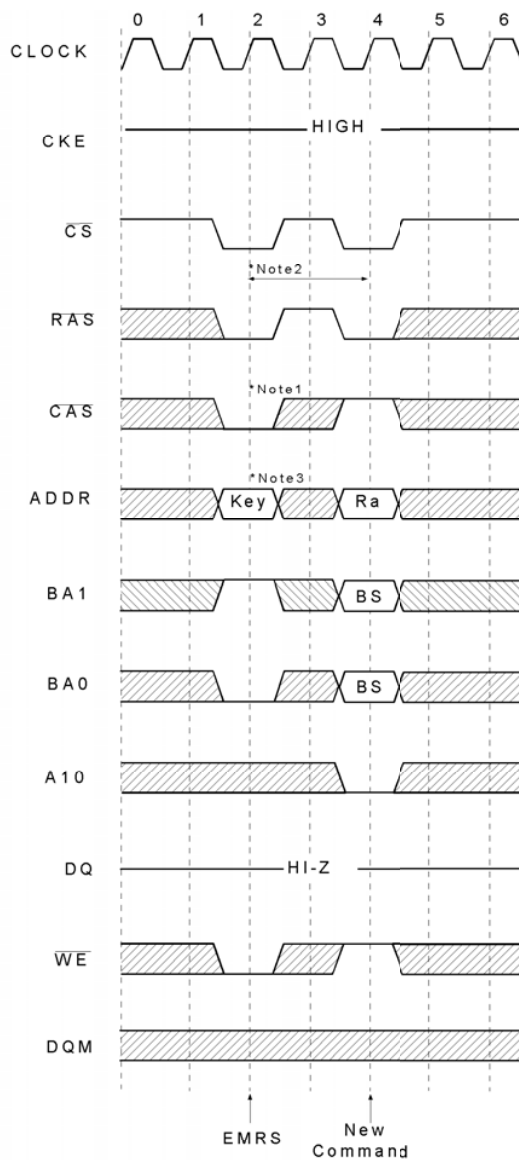 0 1 2 3 4 5 6
CLOCK
HIGH
CKE
CS
*Note2
RAS
*Note1
CAS
*Note3
ADDR Key Ra
BA1 BS
BA0 BS
A10
DQ HI-Z
WE
DQM
EMRS New
Command